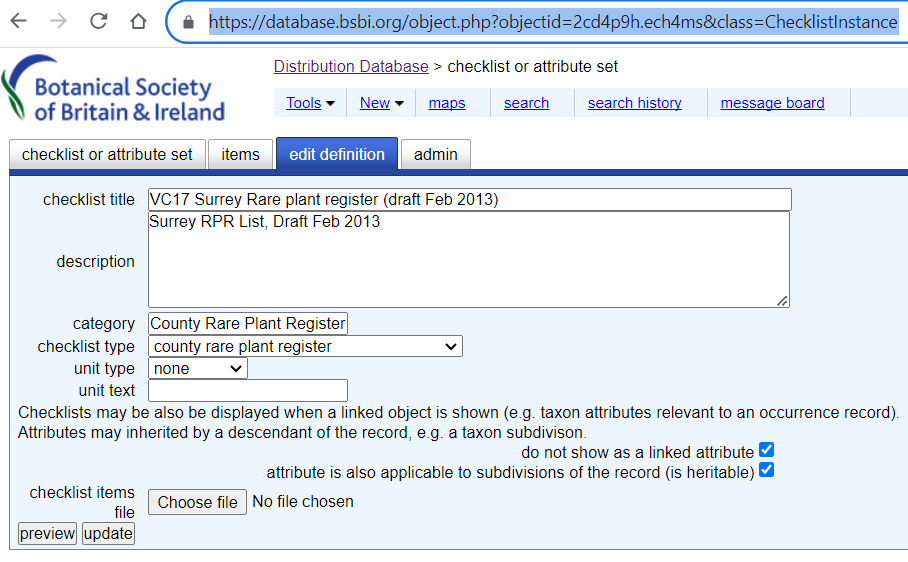 https://database.bsbi.org/object.php?objectid=2cd4p9h.ech4ms&class=ChecklistInstance
Botanical Society
of Britain & Ireland
Distribution Database > checklist or attribute set
Tools New maps search search history message board
checklist or attribute set items edit definition admin
checklist title VC17 Surrey Rare plant register (draft Feb 2013)
description Surrey RPR List, Draft Feb 2013
category County Rare Plant Register
checklist type county rare plant register
unit type none
unit text
Checklists may be also be displayed when a linked object is shown (e.g. taxon attributes relevant to an occurrence record).
Attributes may inherited by a descendant of the record, e.g. a taxon subdivison.
do not show as a linked attribute
attribute is also applicable to subdivisions of the record (is heritable)
checklist items
file Choose file No file chosen
preview update